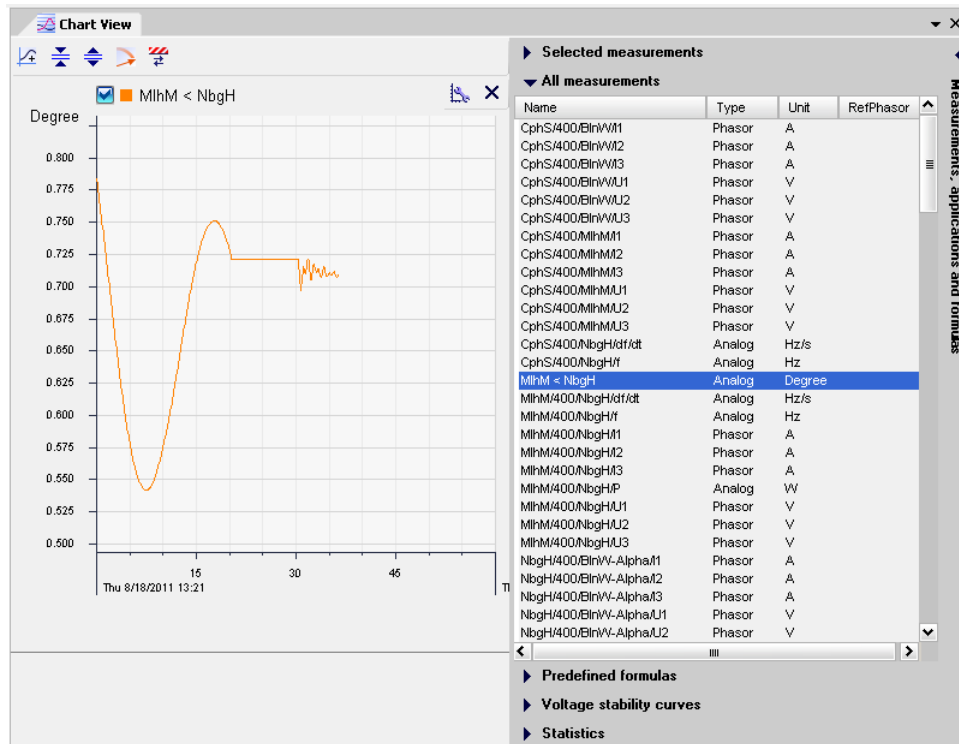 Chart View
MlhM < NbgH
Degree
0.800
0.775
0.750
0.725
0.700
0.675
0.650
0.625
0.600
0.575
0.550
0.525
0.500
15 30 45
Thu 8/18/2011 13:21
Selected measurements
All measurements
Name Type Unit RefPhasor
CphS/400/BlnW/I1 Phasor A
CphS/400/BlnW/I2 Phasor A
CphS/400/BlnW/I3 Phasor A
CphS/400/BlnW/U1 Phasor V
CphS/400/BlnW/U2 Phasor V
CphS/400/BlnW/U3 Phasor V
CphS/400/MlhM/I1 Phasor A
CphS/400/MlhM/I2 Phasor A
CphS/400/MlhM/I3 Phasor A
CphS/400/MlhM/U1 Phasor V
CphS/400/MlhM/U2 Phasor V
CphS/400/MlhM/U3 Phasor V
CphS/400/NbgH/df/dt Analog Hz/s
CphS/400/NbgH/f Analog Hz
MlhM < NbgH Analog Degree
MlhM/400/NbgH/df/dt Analog Hz/s
MlhM/400/NbgH/f Analog Hz
MlhM/400/NbgH/I1 Phasor A
MlhM/400/NbgH/I2 Phasor A
MlhM/400/NbgH/I3 Phasor A
MlhM/400/NbgH/P Analog W
MlhM/400/NbgH/U1 Phasor V
MlhM/400/NbgH/U2 Phasor V
MlhM/400/NbgH/U3 Phasor V
NbgH/400/BlnW-Alpha/I1 Phasor A
NbgH/400/BlnW-Alpha/I2 Phasor A
NbgH/400/BlnW-Alpha/I3 Phasor A
NbgH/400/BlnW-Alpha/U1 Phasor V
NbgH/400/BlnW-Alpha/U2 Phasor V
Predefined formulas
Voltage stability curves
Statistics
Measurements, applications and formulas